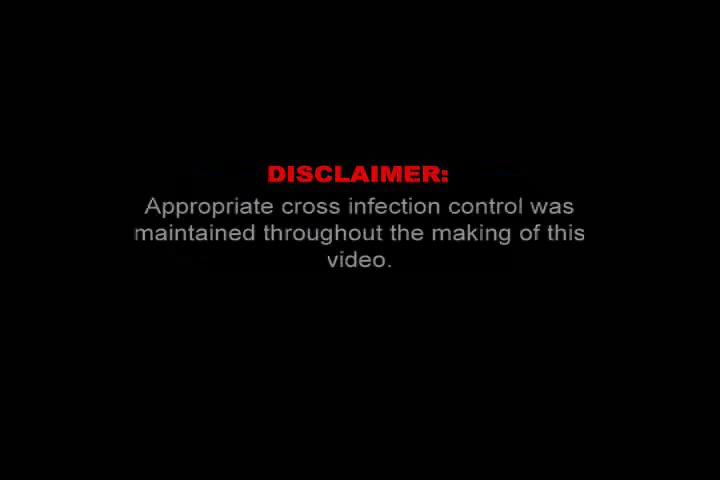 DISCLAIMER:
Appropriate cross infection control was
maintained throughout the making of this
video.